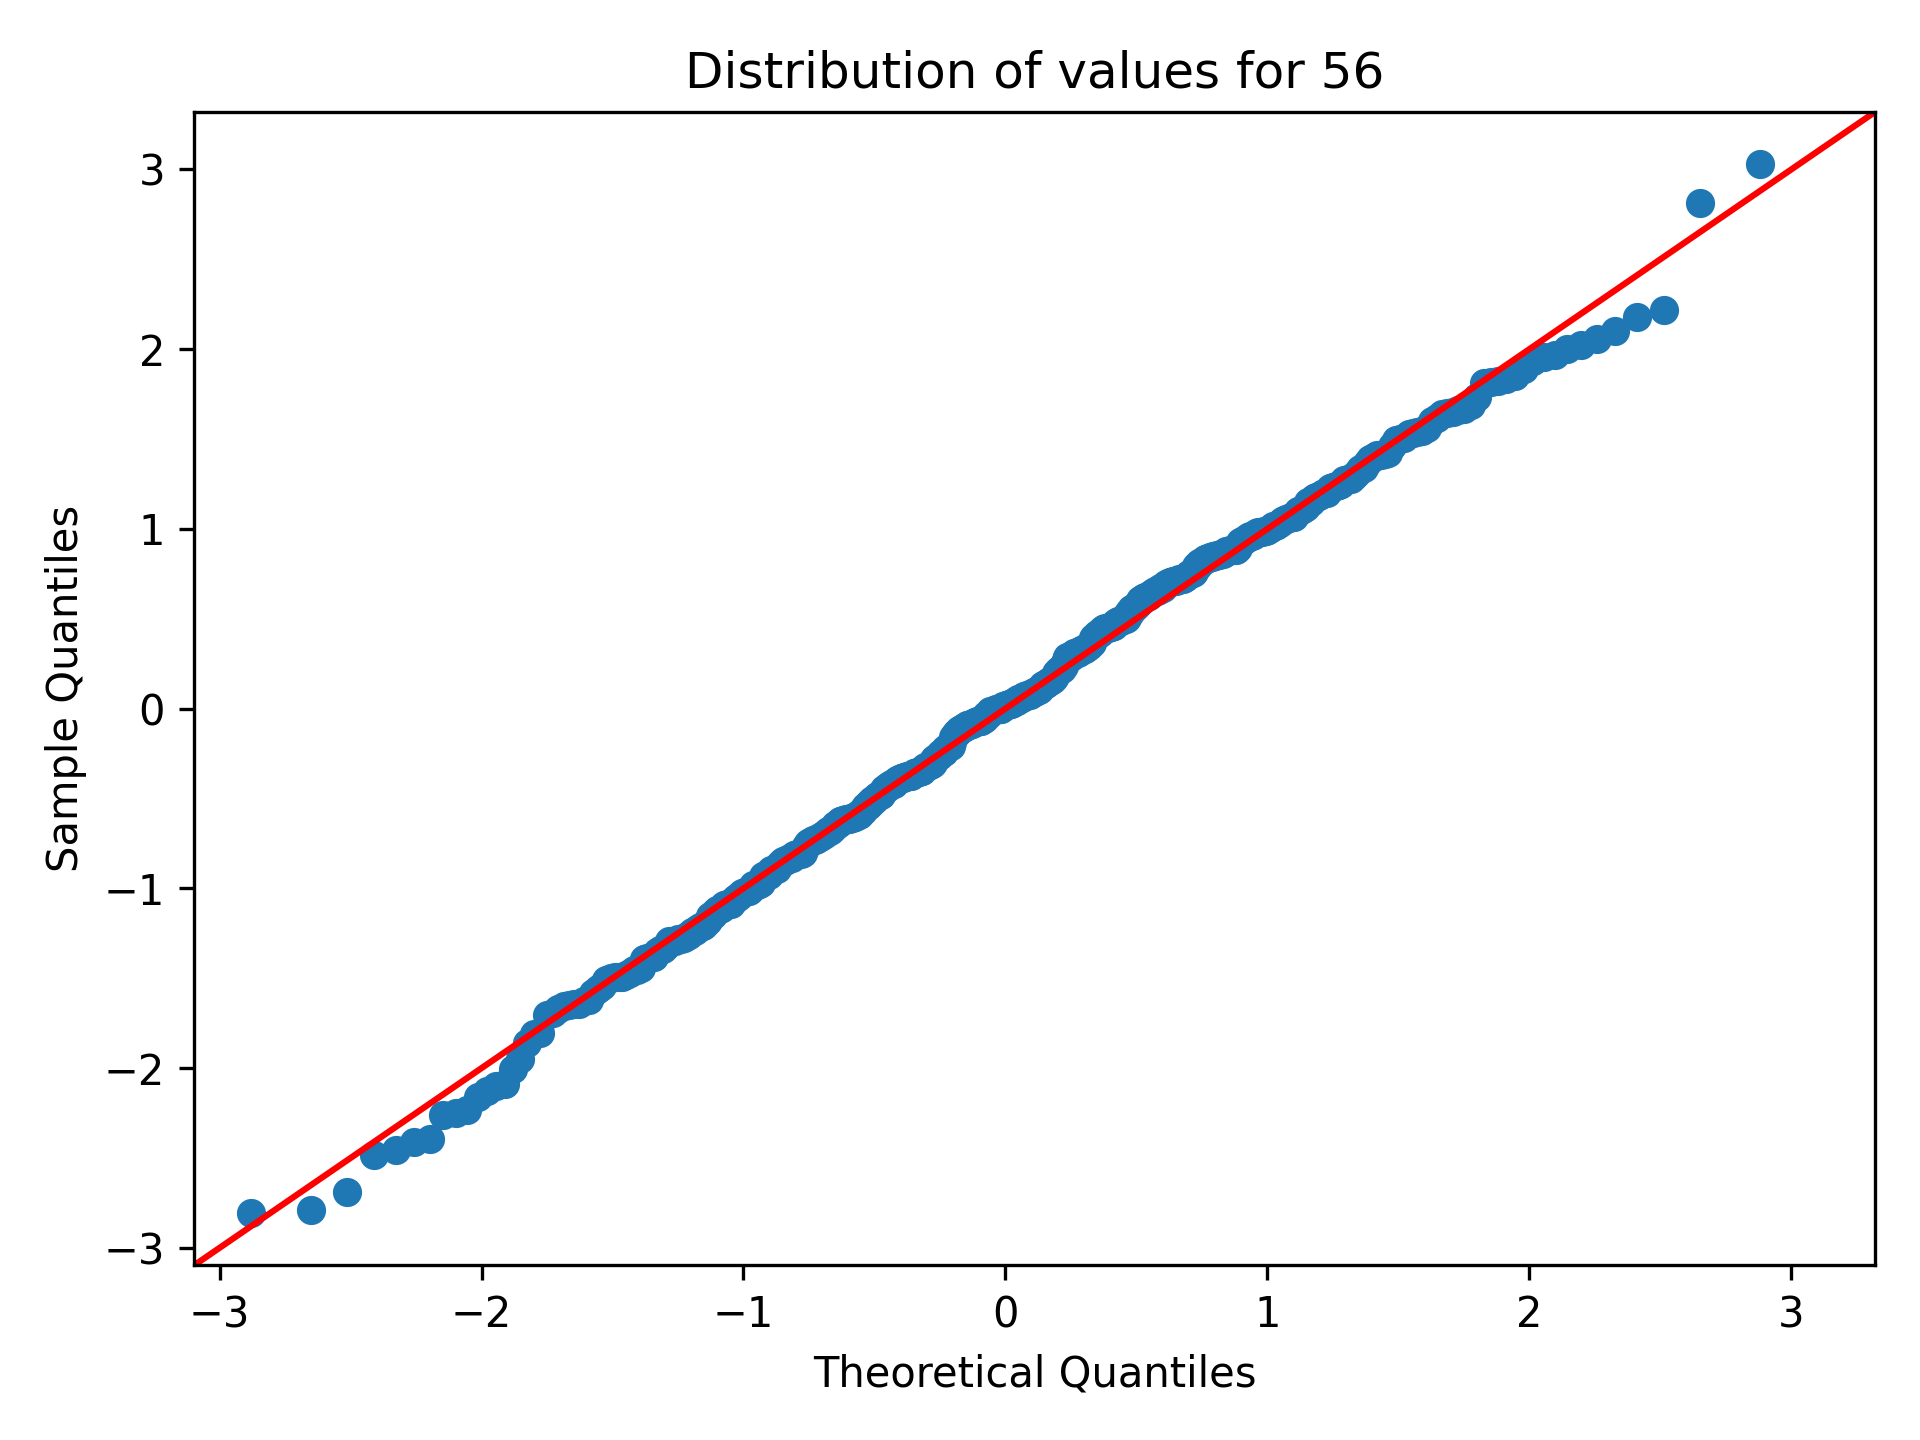 Distribution of values for 56
3
2
1
0
−1
−2
−3
Sample Quantiles
−3 −2 −1 0 1 2 3
Theoretical Quantiles